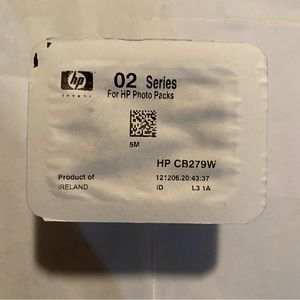 hp
invent
02 Series
For HP Photo Packs
SM
HP CB279W
Product of
IRELAND
121206.20:43:37
ID L3 1A